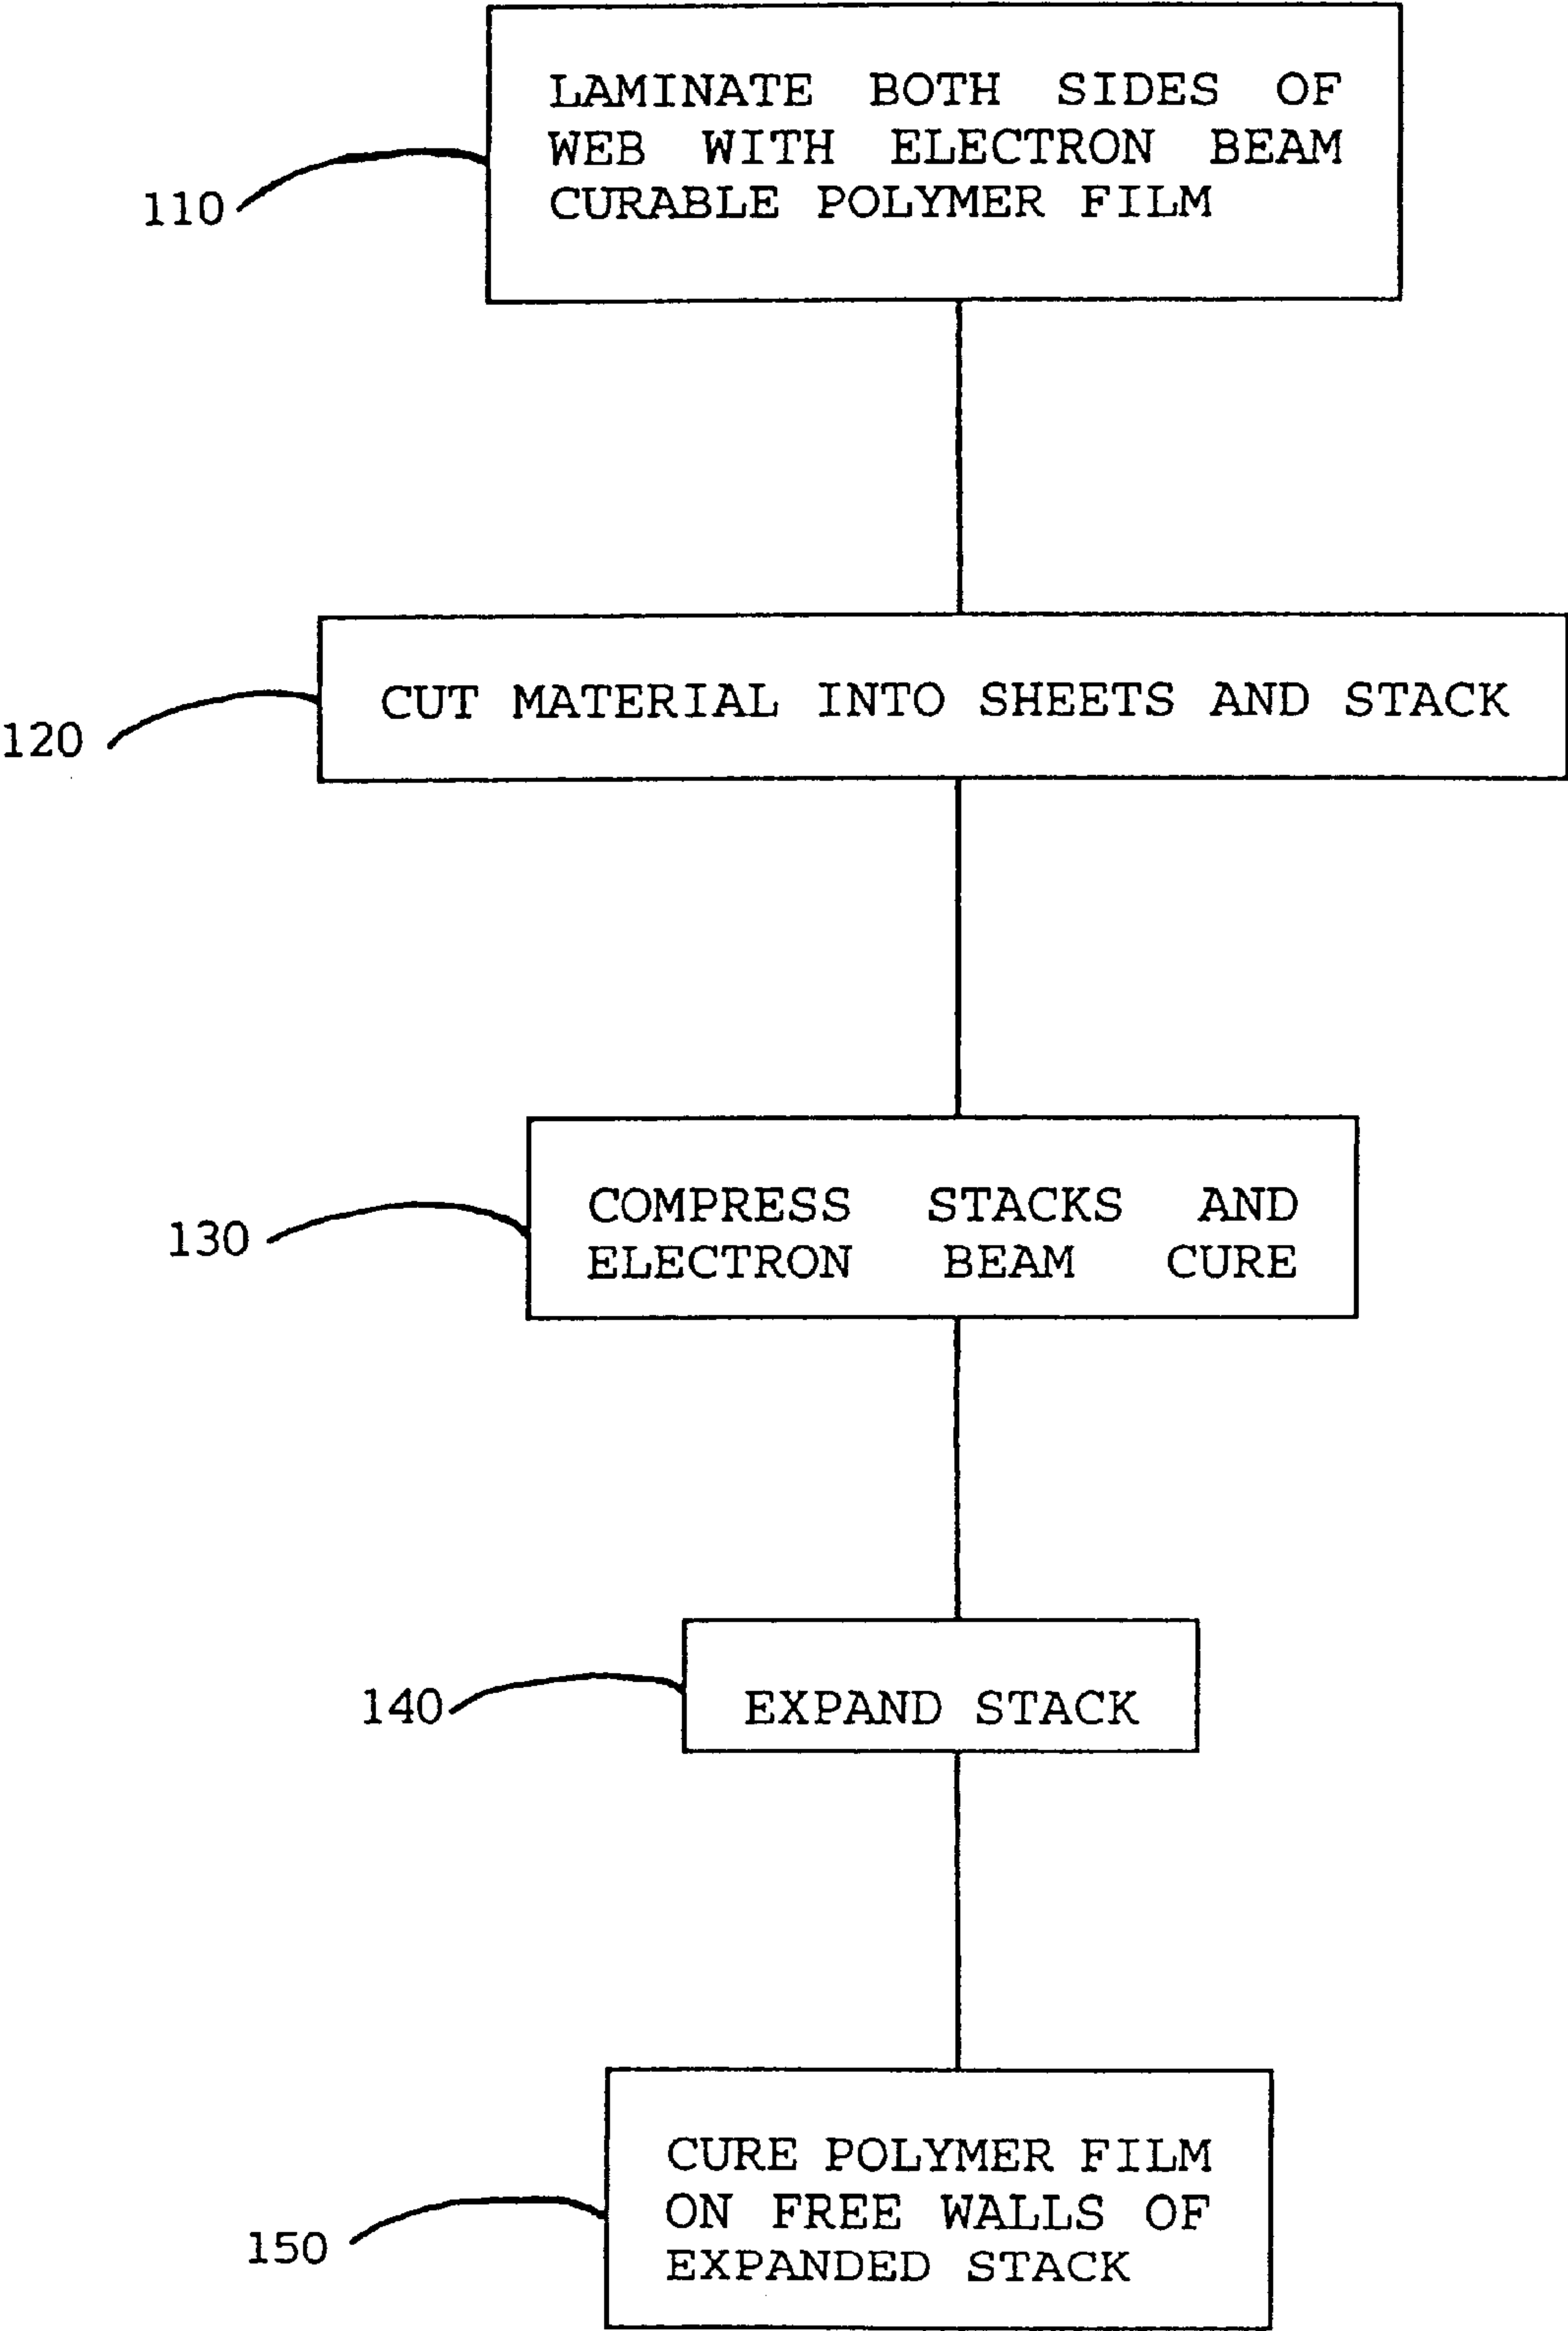 LAMINATE BOTH SIDES OF
WEB WITH ELECTRON BEAM
CURABLE POLYMER FILM
110
CUT MATERIAL INTO SHEETS AND STACK
120
COMPRESS STACKS AND
ELECTRON BEAM CURE
130
EXPAND STACK
140
CURE POLYMER FILM
ON FREE WALLS OF
EXPANDED STACK
150